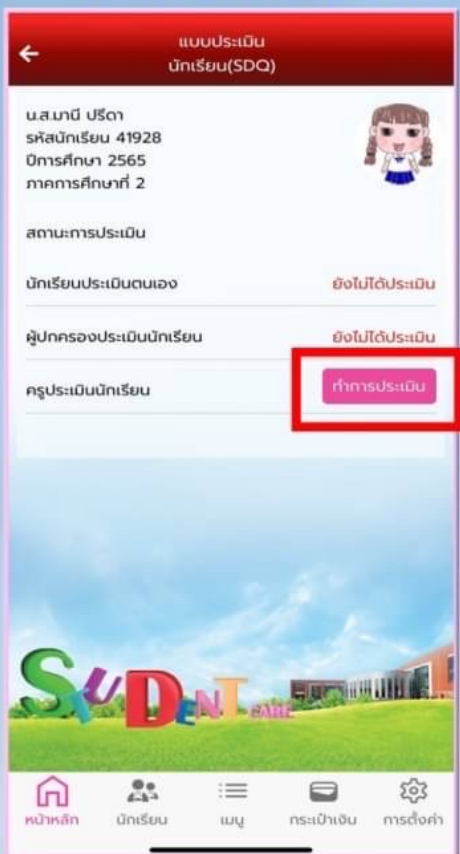 แบบประเมิน
นักเรียน(SDQ)
น.ส.มานี ปรีดา
รหัสนักเรียน 41928
ปีการศึกษา 2565
ภาคการศึกษาที่ 2
สถานะการประเมิน
นักเรียนประเมินตนเอง ยังไม่ได้ประเมิน
ผู้ปกครองประเมินนักเรียน ยังไม่ได้ประเมิน
ครูประเมินนักเรียน ทำการประเมิน
STUDENT CARE
หน้าหลัก นักเรียน เมนู กระเป๋าเงิน การตั้งค่า